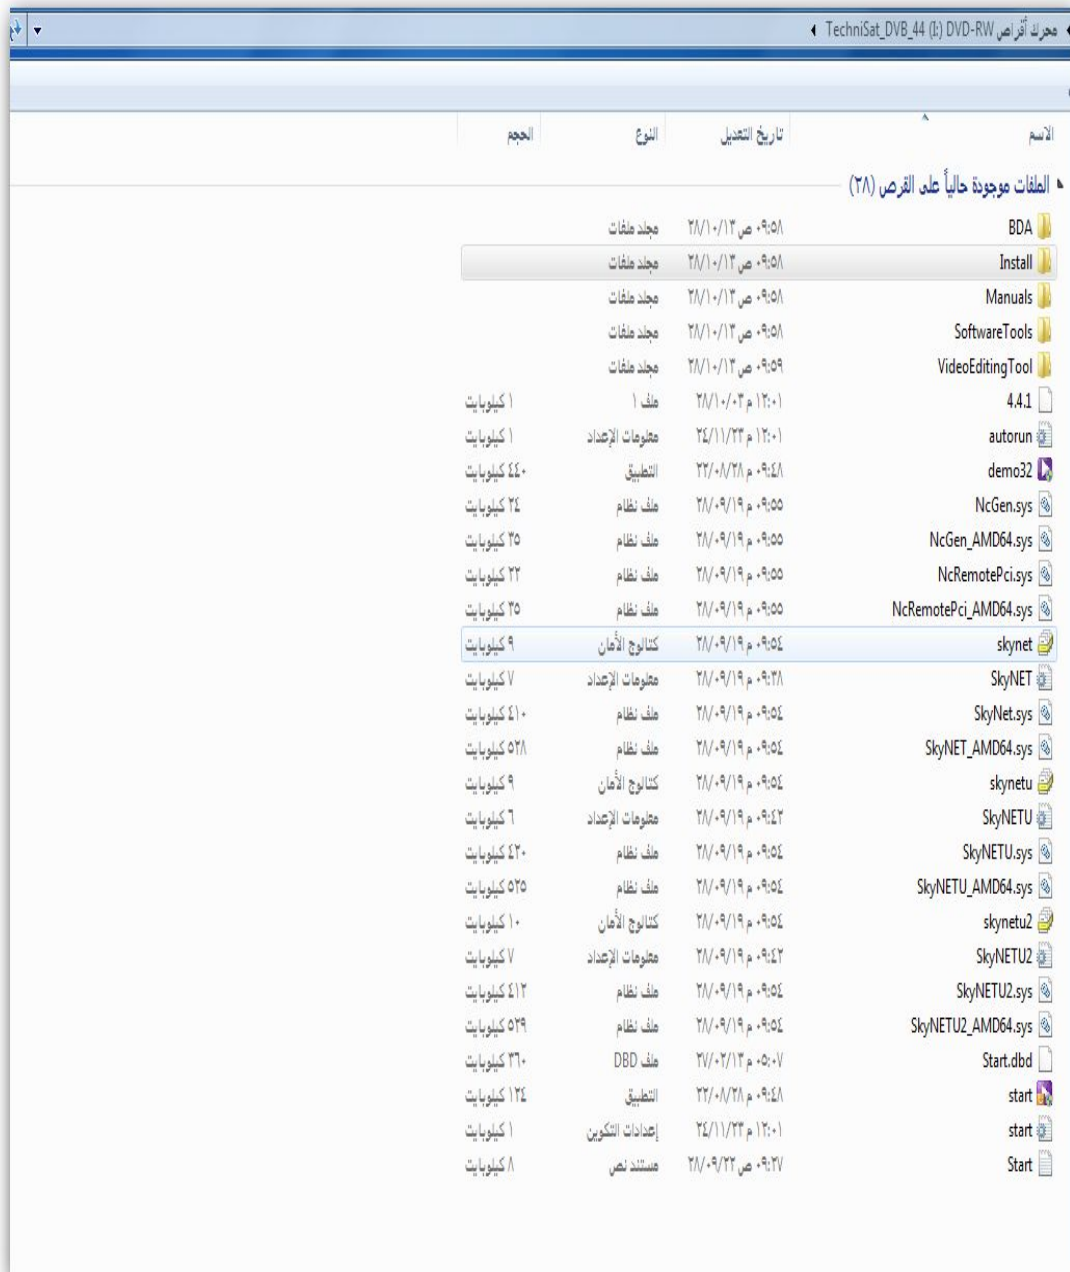 محرك أقراص DVD-RW (I:) TechniSat_DVB_44
الاسم تاريخ التعديل النوع الحجم
الملفات موجودة حالياً على القرص (٢٨)
BDA ٠٩:٥٨ ص ٢٨/١٠/١٣ مجلد ملفات
Install ٠٩:٥٨ ص ٢٨/١٠/١٣ مجلد ملفات
Manuals ٠٩:٥٨ ص ٢٨/١٠/١٣ مجلد ملفات
SoftwareTools ٠٩:٥٨ ص ٢٨/١٠/١٣ مجلد ملفات
VideoEditingTool ٠٩:٥٩ ص ٢٨/١٠/١٣ مجلد ملفات
4.4.1 ١٢:٠١ م ٢٨/١٠/٠٣ ملف ١ ١ كيلوبايت
autorun ١٢:٠١ م ٢٤/١١/٢٣ معلومات الإعداد ١ كيلوبايت
demo32 ٠٩:٤٨ م ٢٢/٠٨/٢٨ التطبيق ٤٤٠ كيلوبايت
NcGen.sys ٠٩:٥٥ م ٢٨/٠٩/١٩ ملف نظام ٢٤ كيلوبايت
NcGen_AMD64.sys ٠٩:٥٥ م ٢٨/٠٩/١٩ ملف نظام ٣٥ كيلوبايت
NcRemotePci.sys ٠٩:٥٥ م ٢٨/٠٩/١٩ ملف نظام ٢٢ كيلوبايت
NcRemotePci_AMD64.sys ٠٩:٥٥ م ٢٨/٠٩/١٩ ملف نظام ٣٥ كيلوبايت
skynet ٠٩:٥٤ م ٢٨/٠٩/١٩ كتالوج الأمان ٩ كيلوبايت
SkyNET ٠٩:٣٨ م ٢٨/٠٩/١٩ معلومات الإعداد ٧ كيلوبايت
SkyNet.sys ٠٩:٥٤ م ٢٨/٠٩/١٩ ملف نظام ٤١٠ كيلوبايت
SkyNET_AMD64.sys ٠٩:٥٤ م ٢٨/٠٩/١٩ ملف نظام ٥٢٨ كيلوبايت
skynetu ٠٩:٥٤ م ٢٨/٠٩/١٩ كتالوج الأمان ٩ كيلوبايت
SkyNETU ٠٩:٤٢ م ٢٨/٠٩/١٩ معلومات الإعداد ٦ كيلوبايت
SkyNETU.sys ٠٩:٥٤ م ٢٨/٠٩/١٩ ملف نظام ٤٢٠ كيلوبايت
SkyNETU_AMD64.sys ٠٩:٥٤ م ٢٨/٠٩/١٩ ملف نظام ٥٢٥ كيلوبايت
skynetu2 ٠٩:٥٤ م ٢٨/٠٩/١٩ كتالوج الأمان ١٠ كيلوبايت
SkyNETU2 ٠٩:٤٢ م ٢٨/٠٩/١٩ معلومات الإعداد ٧ كيلوبايت
SkyNETU2.sys ٠٩:٥٤ م ٢٨/٠٩/١٩ ملف نظام ٤١٢ كيلوبايت
SkyNETU2_AMD64.sys ٠٩:٥٤ م ٢٨/٠٩/١٩ ملف نظام ٥٢٩ كيلوبايت
Start.dbd ٠٥:٠٧ م ٢٧/٠٢/١٣ ملف DBD ٣٦٠ كيلوبايت
start ٠٩:٤٨ م ٢٢/٠٨/٢٨ التطبيق ١٢٤ كيلوبايت
start ١٢:٠١ م ٢٤/١١/٢٣ إعدادات التكوين ١ كيلوبايت
Start ٠٩:٢٧ ص ٢٨/٠٩/٢٢ مستند نص ٨ كيلوبايت